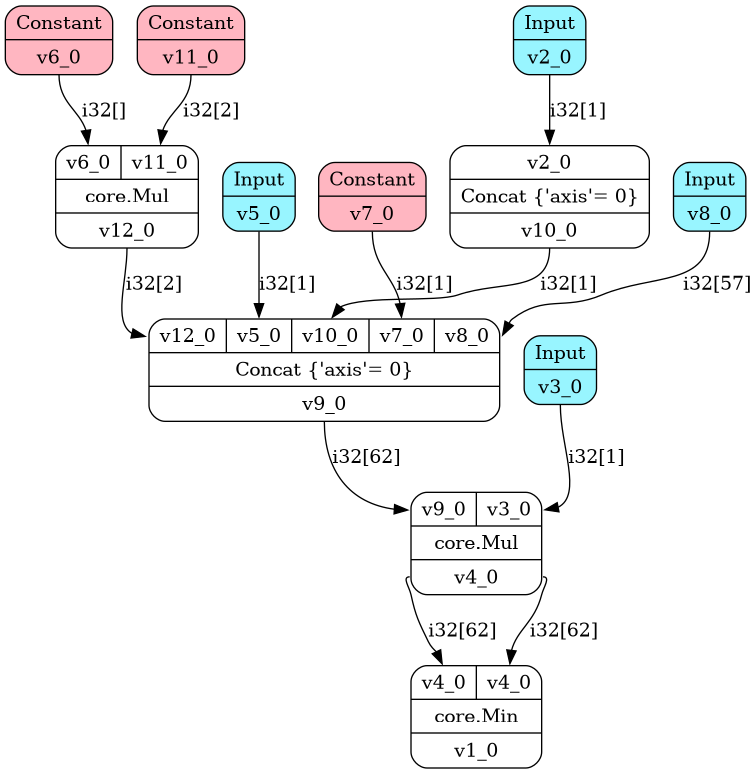 Constant
v6_0
Constant
v11_0
Input
v2_0
i32[]
i32[2]
i32[1]
v6_0 v11_0
core.Mul
v12_0
Input
v5_0
Constant
v7_0
v2_0
Concat {'axis'= 0}
v10_0
Input
v8_0
i32[2]
i32[1]
i32[1]
i32[1]
i32[57]
v12_0 v5_0 v10_0 v7_0 v8_0
Concat {'axis'= 0}
v9_0
Input
v3_0
i32[62]
i32[1]
v9_0 v3_0
core.Mul
v4_0
i32[62]
i32[62]
v4_0 v4_0
core.Min
v1_0